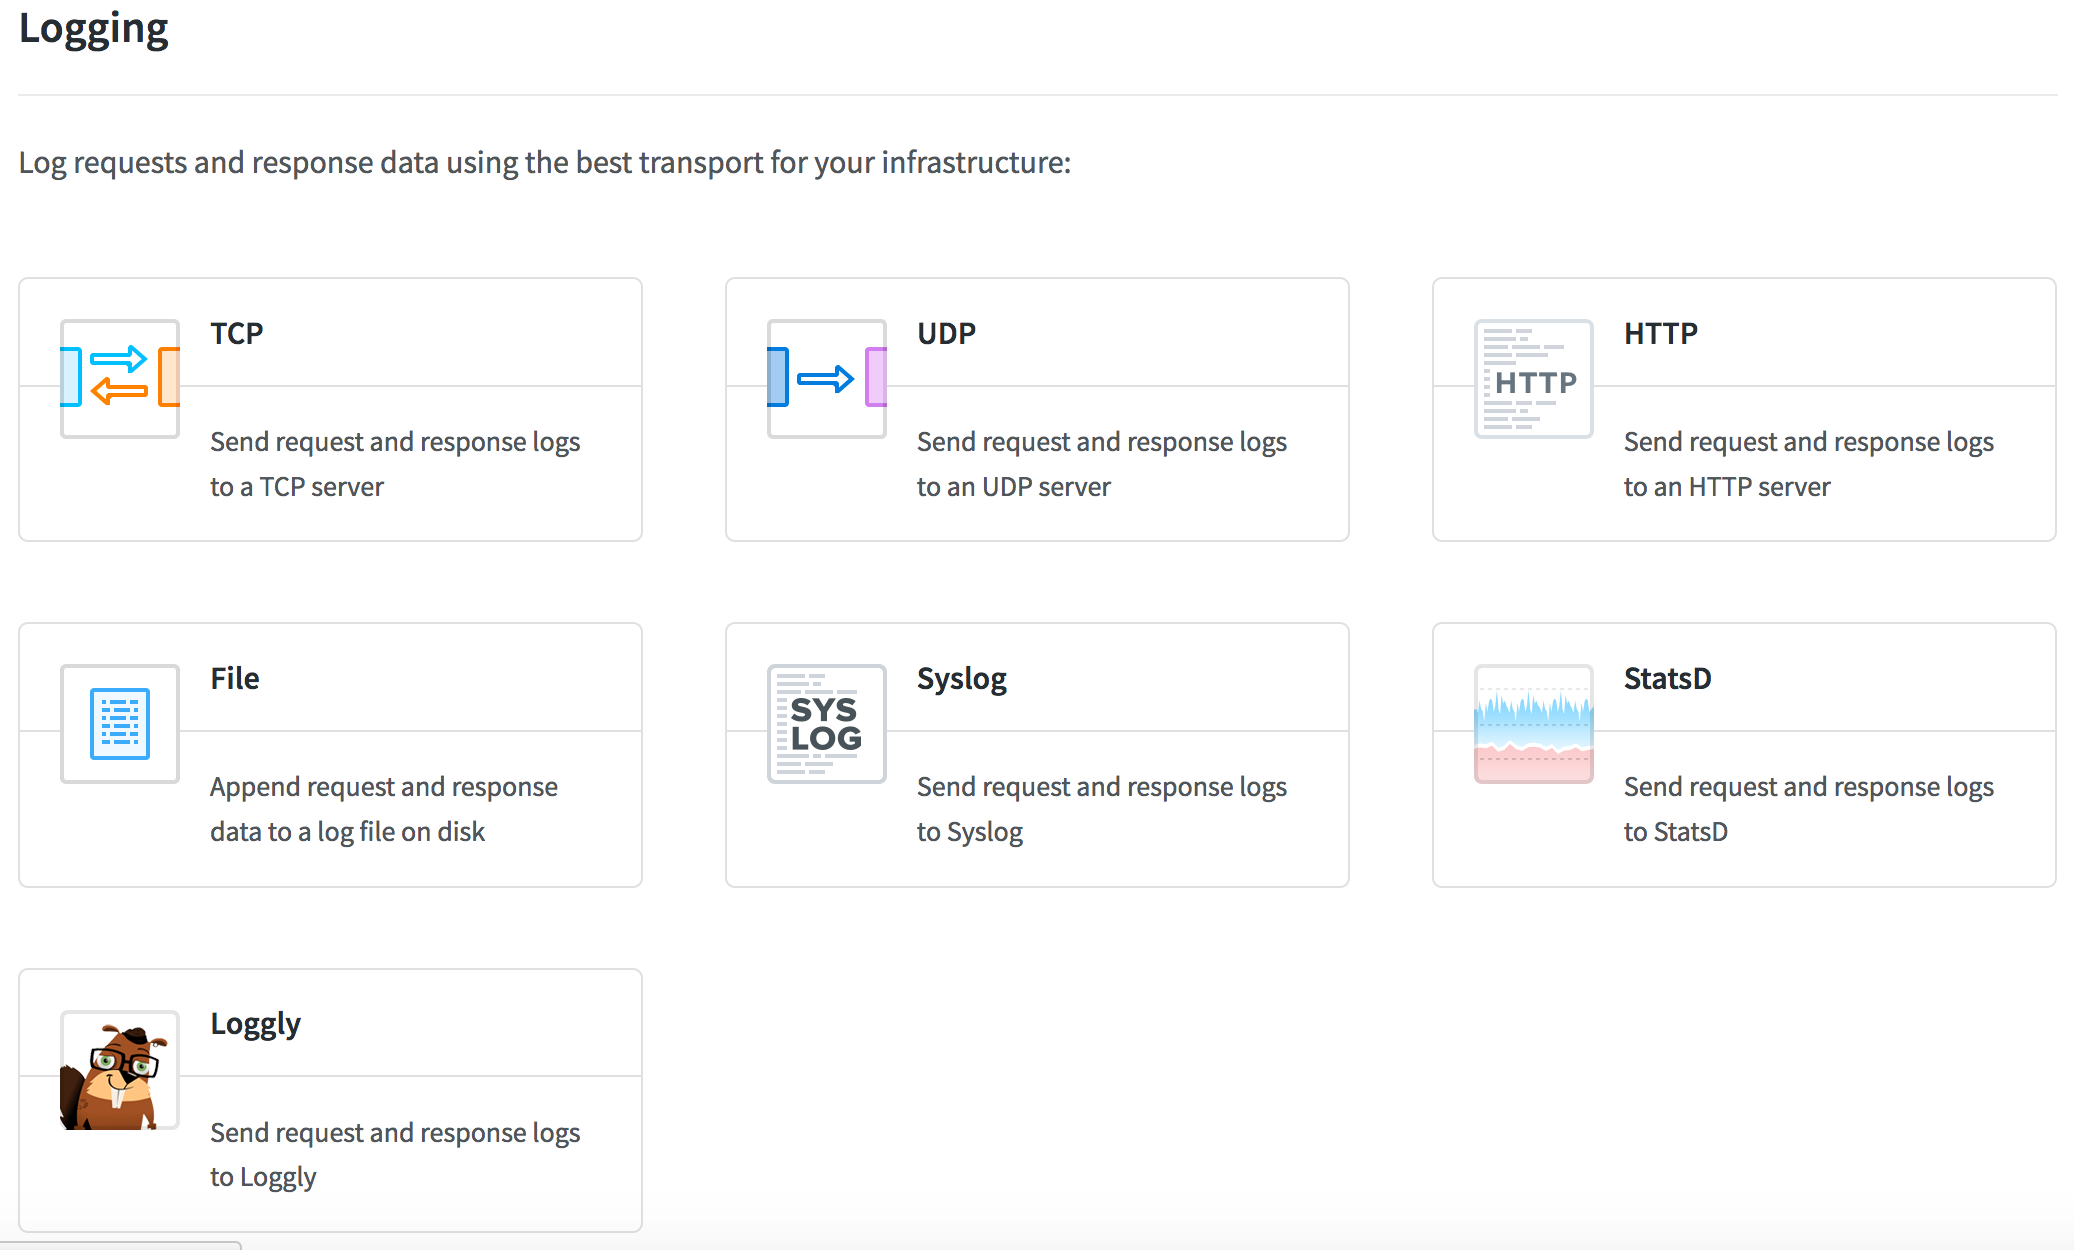 Logging
Log requests and response data using the best transport for your infrastructure:
TCP
Send request and response logs
to a TCP server
UDP
Send request and response logs
to an UDP server
HTTP
HTTP
Send request and response logs
to an HTTP server
File
Append request and response
data to a log file on disk
SYS
LOG
Syslog
Send request and response logs
to Syslog
StatsD
Send request and response logs
to StatsD
Loggly
Send request and response logs
to Loggly